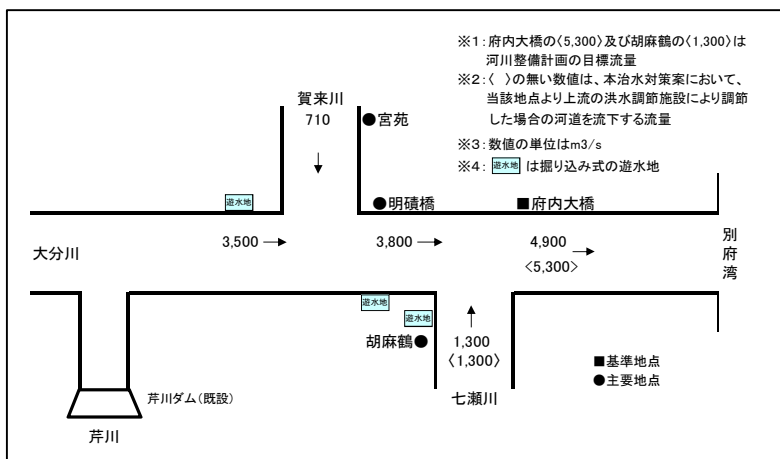 ※1：府内大橋の〈5,300〉及び胡麻鶴の〈1,300〉は
河川整備計画の目標流量
※2：〈　〉の無い数値は、本治水対策案において、
当該地点より上流の洪水調節施設により調節
した場合の河道を流下する流量
※3：数値の単位はm3/s
※4： 遊水地 は掘り込み式の遊水地
賀来川
710
●宮苑
遊水地
●明磧橋
■府内大橋
大分川
3,500
3,800
4,900
〈5,300〉
別府湾
遊水地
遊水地
胡麻鶴●
1,300
〈1,300〉
七瀬川
■基準地点
●主要地点
芹川ダム（既設）
芹川